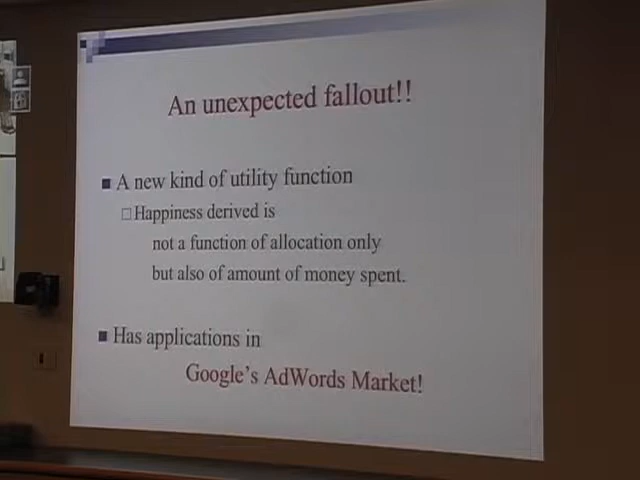 An unexpected fallout!!
A new kind of utility function
Happiness derived is
not a function of allocation only
but also of amount of money spent.
Has applications in
Google's AdWords Market!